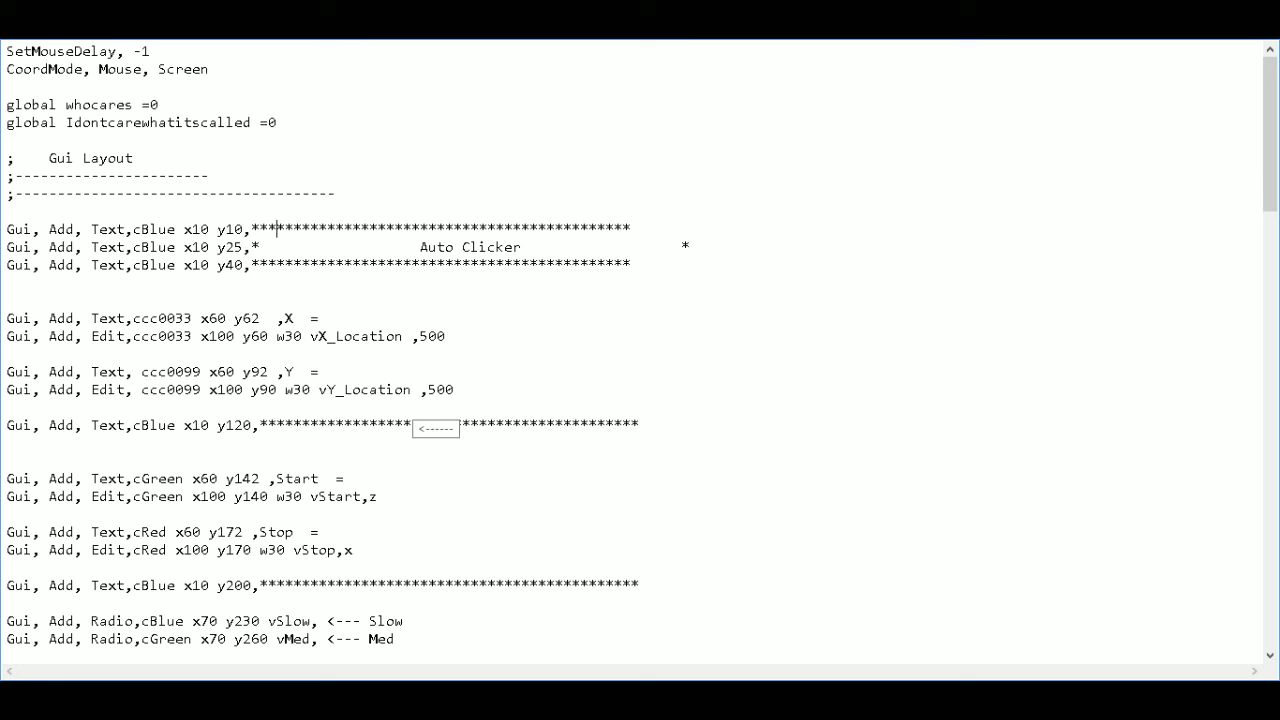 SetMouseDelay, -1
CoordMode, Mouse, Screen
global whocares =0
global Idontcarewhatitscalled =0
;    Gui Layout
;-----------------------
;--------------------------------------
Gui, Add, Text,cBlue x10 y10,*********************************************
Gui, Add, Text,cBlue x10 y25,*                   Auto Clicker                   *
Gui, Add, Text,cBlue x10 y40,*********************************************
Gui, Add, Text,ccc0033 x60 y62  ,X  =
Gui, Add, Edit,ccc0033 x100 y60 w30 vX_Location ,500
Gui, Add, Text, ccc0099 x60 y92 ,Y  =
Gui, Add, Edit, ccc0099 x100 y90 w30 vY_Location ,500
Gui, Add, Text,cBlue x10 y120,****************** <------ *********************
Gui, Add, Text,cGreen x60 y142 ,Start  =
Gui, Add, Edit,cGreen x100 y140 w30 vStart,z
Gui, Add, Text,cRed x60 y172 ,Stop  =
Gui, Add, Edit,cRed x100 y170 w30 vStop,x
Gui, Add, Text,cBlue x10 y200,*********************************************
Gui, Add, Radio,cBlue x70 y230 vSlow, <--- Slow
Gui, Add, Radio,cGreen x70 y260 vMed, <--- Med